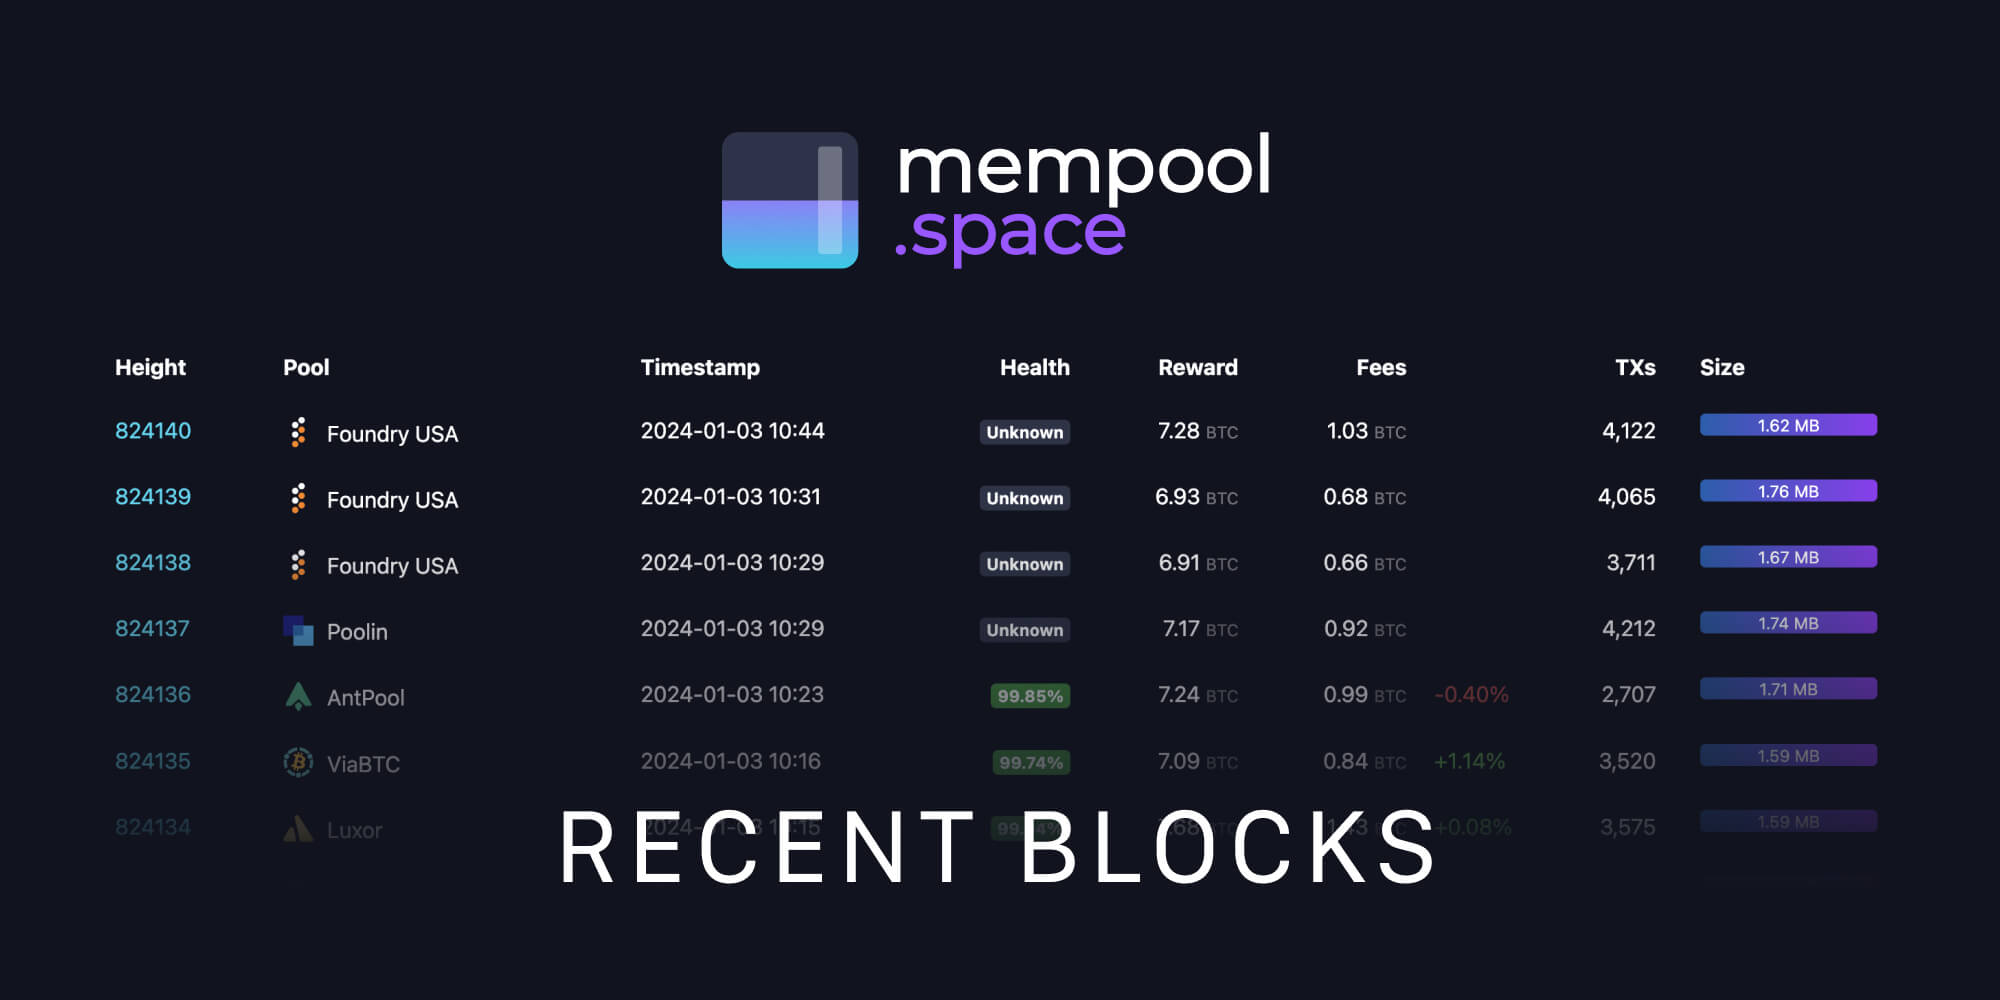 mempool
.space
Height Pool Timestamp Health Reward Fees TXs Size
824140 Foundry USA 2024-01-03 10:44 Unknown 7.28 BTC 1.03 BTC 4,122 1.62 MB
824139 Foundry USA 2024-01-03 10:31 Unknown 6.93 BTC 0.68 BTC 4,065 1.76 MB
824138 Foundry USA 2024-01-03 10:29 Unknown 6.91 BTC 0.66 BTC 3,711 1.67 MB
824137 Poolin 2024-01-03 10:29 Unknown 7.17 BTC 0.92 BTC 4,212 1.74 MB
824136 AntPool 2024-01-03 10:23 99.85% 7.24 BTC 0.99 BTC -0.40% 2,707 1.71 MB
824135 ViaBTC 2024-01-03 10:16 99.74% 7.09 BTC 0.84 BTC +1.14% 3,520 1.59 MB
824134 Luxor 2024-01-03 10:15 +0.08% 3,575 1.59 MB
RECENT BLOCKS